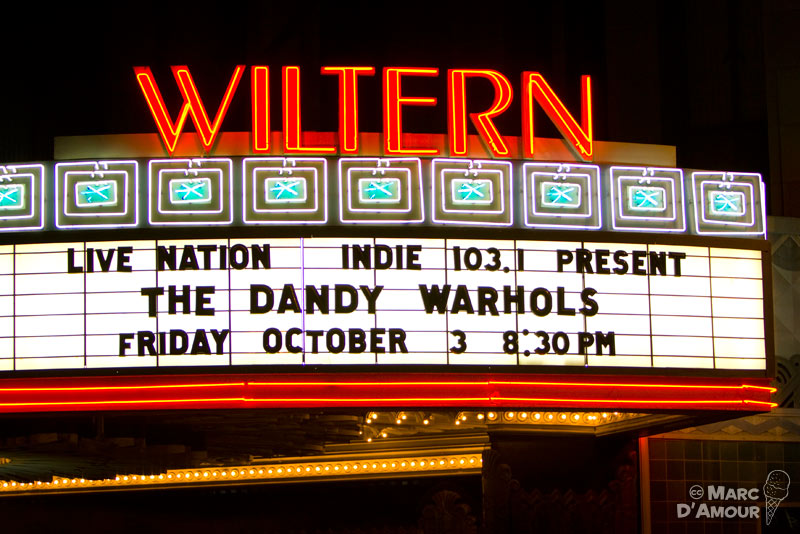 WILTERN
LIVE NATION INDIE 103.1 PRESENT
THE DANDY WARHOLS
FRIDAY OCTOBER 3 8:30 PM
cc MARC
D'AMOUR